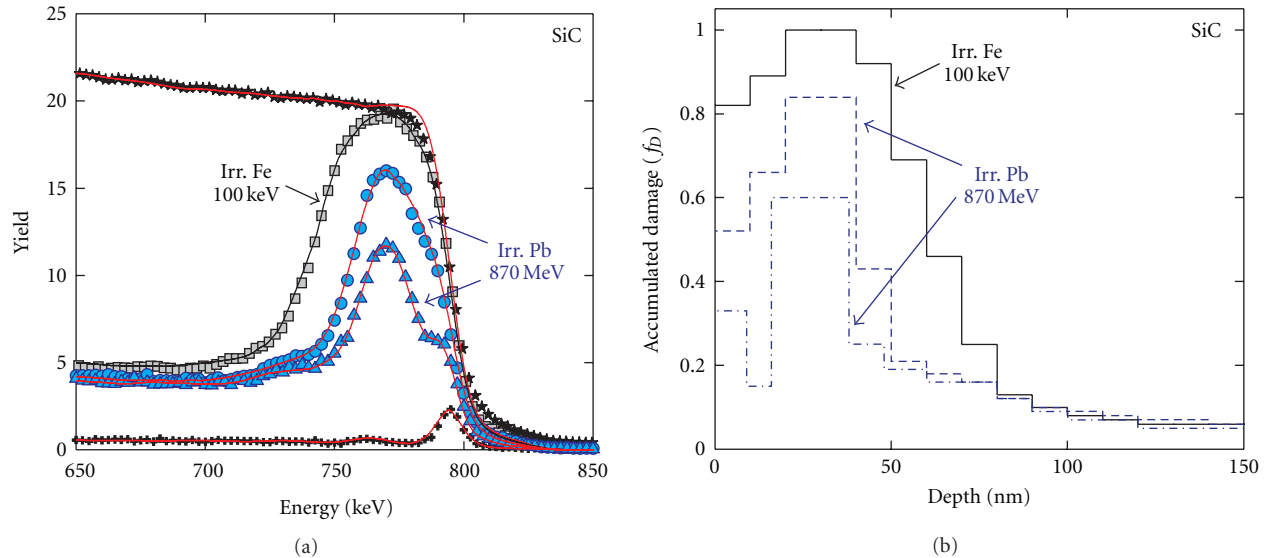 25
20
15
10
5
0
Yield
SiC
Irr. Fe
100 keV
Irr. Pb
870 MeV
650
700
750
800
850
Energy (keV)
(a)
1
0.8
0.6
0.4
0.2
0
Accumulated damage (fD)
SiC
Irr. Fe
100 keV
Irr. Pb
870 MeV
0
50
100
150
Depth (nm)
(b)